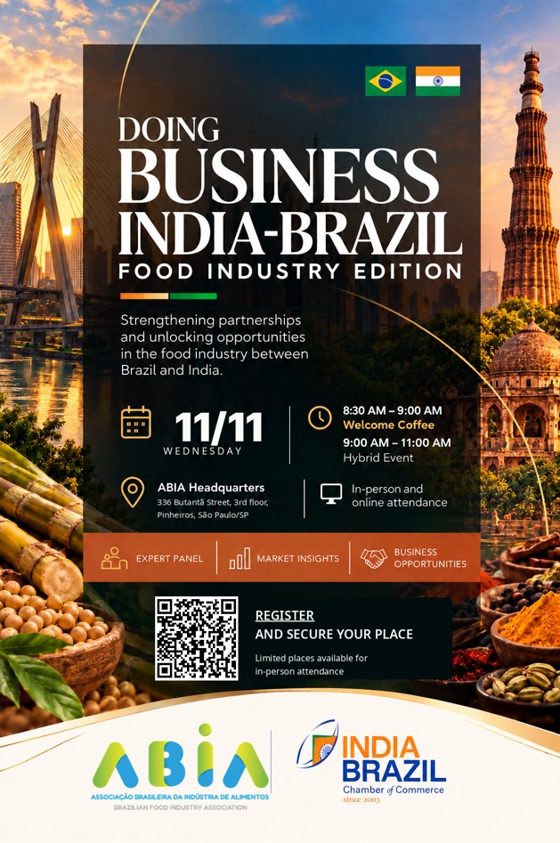 DOING
BUSINESS
INDIA-BRAZIL
FOOD INDUSTRY EDITION
Strengthening partnerships
and unlocking opportunities
in the food industry between
Brazil and India.
11/11
WEDNESDAY
8:30 AM – 9:00 AM
Welcome Coffee
9:00 AM – 11:00 AM
Hybrid Event
ABIA Headquarters
336 Butantã Street, 3rd floor,
Pinheiros, São Paulo/SP
In-person and
online attendance
EXPERT PANEL
MARKET INSIGHTS
BUSINESS
OPPORTUNITIES
REGISTER
AND SECURE YOUR PLACE
Limited places available for
in-person attendance
ABIA
ASSOCIAÇÃO BRASILEIRA DA INDÚSTRIA DE ALIMENTOS
BRAZILIAN FOOD INDUSTRY ASSOCIATION
INDIA
BRAZIL
Chamber of Commerce
since 2003